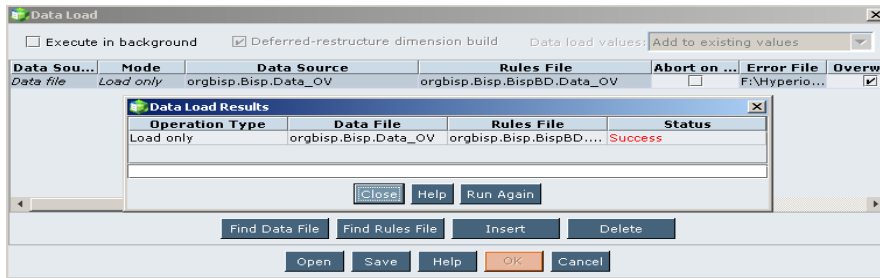 Data Load
Execute in background Deferred-restructure dimension build Data load values: Add to existing values
Data Sou... Mode Data Source Rules File Abort on ... Error File Overw
Data file Load only orgbisp.Bisp.Data_OV orgbisp.Bisp.BispBD.Data_OV F:\Hyperio...
Data Load Results
Operation Type Data File Rules File Status
Load only orgbisp.Bisp.Data_OV orgbisp.Bisp.BispBD.... Success
Close Help Run Again
Find Data File Find Rules File Insert Delete
Open Save Help OK Cancel